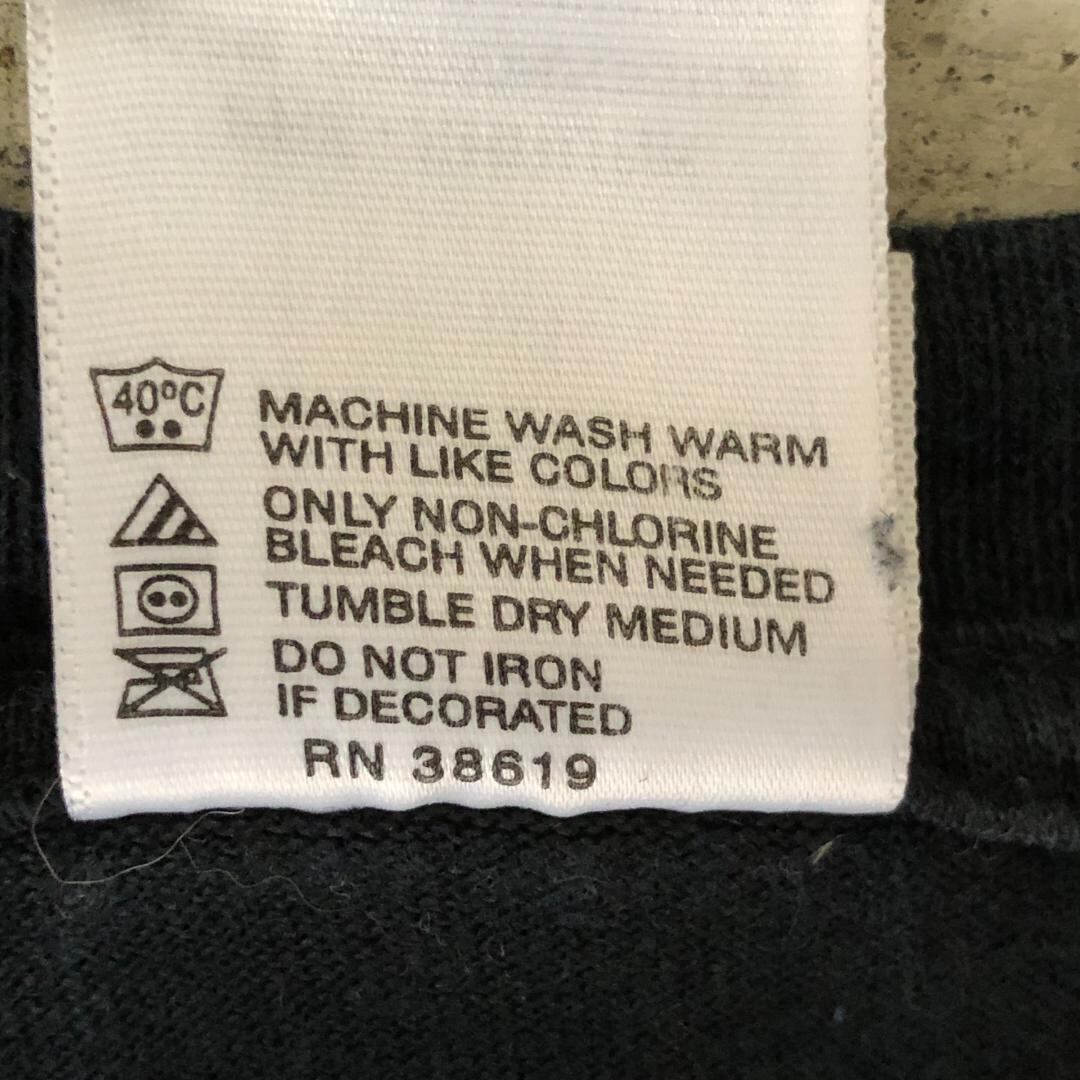 40ºC
MACHINE WASH WARM
WITH LIKE COLORS
ONLY NON-CHLORINE
BLEACH WHEN NEEDED
TUMBLE DRY MEDIUM
DO NOT IRON
IF DECORATED
RN 38619